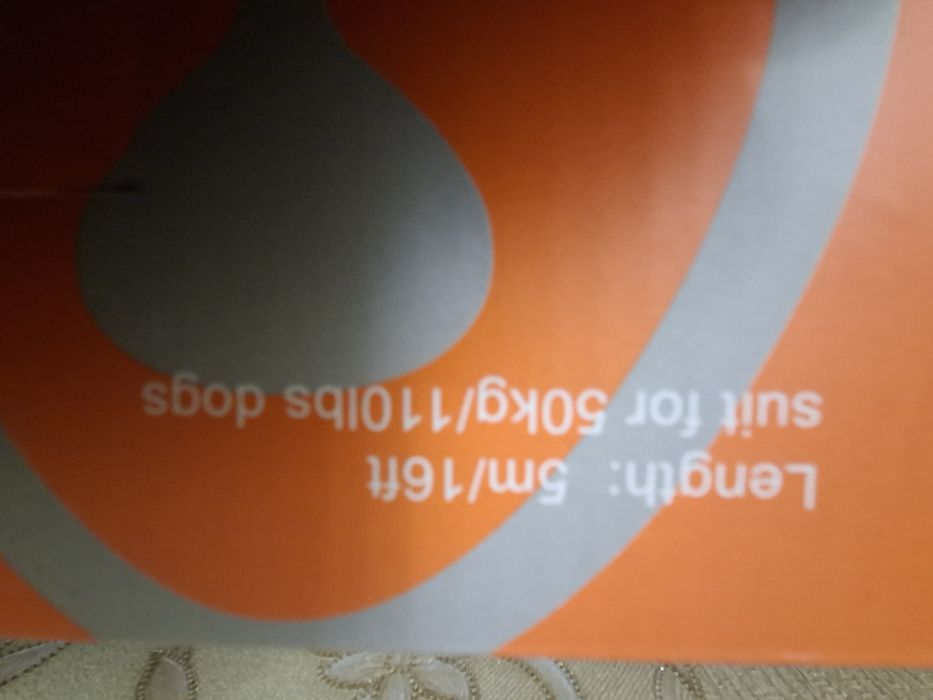 Length: 5m/16ft
suit for 50kg/110lbs dogs